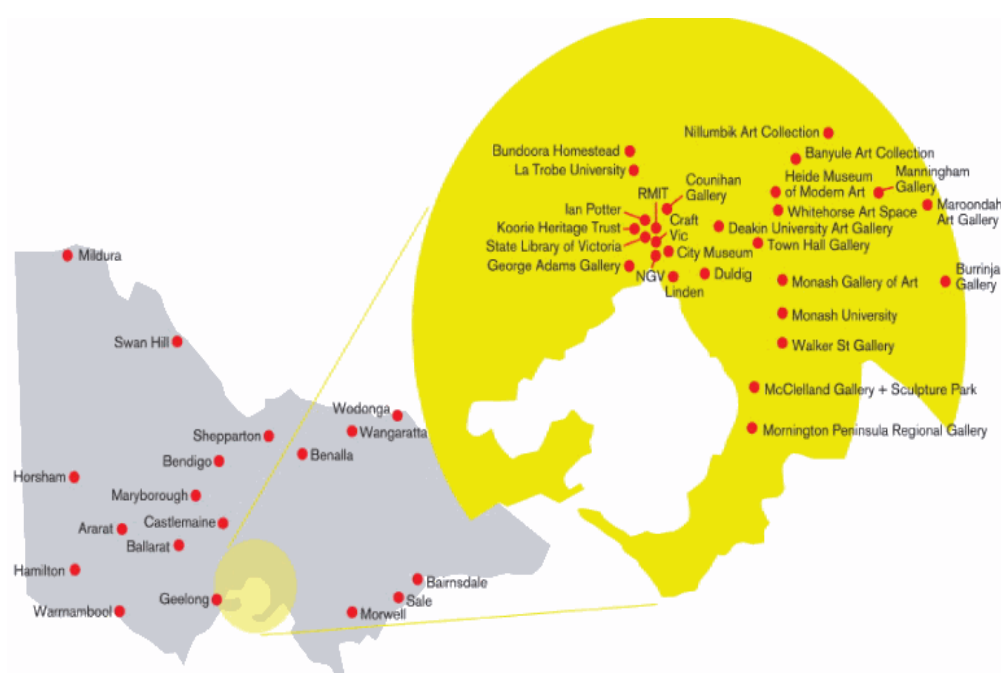 Nillumbik Art Collection
Bundoora Homestead
Banyule Art Collection
La Trobe University
Heide Museum
of Modern Art
Manningham
Gallery
RMIT
Counihan
Gallery
Maroondah
Art Gallery
Ian Potter
Whitehorse Art Space
Craft
Vic
Koorie Heritage Trust
Deakin University Art Gallery
State Library of Victoria
Town Hall Gallery
City Museum
George Adams Gallery
NGV
Linden
Duldig
Monash Gallery of Art
Burrinja
Gallery
Monash University
Walker St Gallery
McClelland Gallery + Sculpture Park
Mornington Peninsula Regional Gallery
Mildura
Swan Hill
Wodonga
Shepparton
Wangaratta
Bendigo
Benalla
Horsham
Maryborough
Castlemaine
Ararat
Ballarat
Hamilton
Bairnsdale
Geelong
Sale
Warrnambool
Morwell